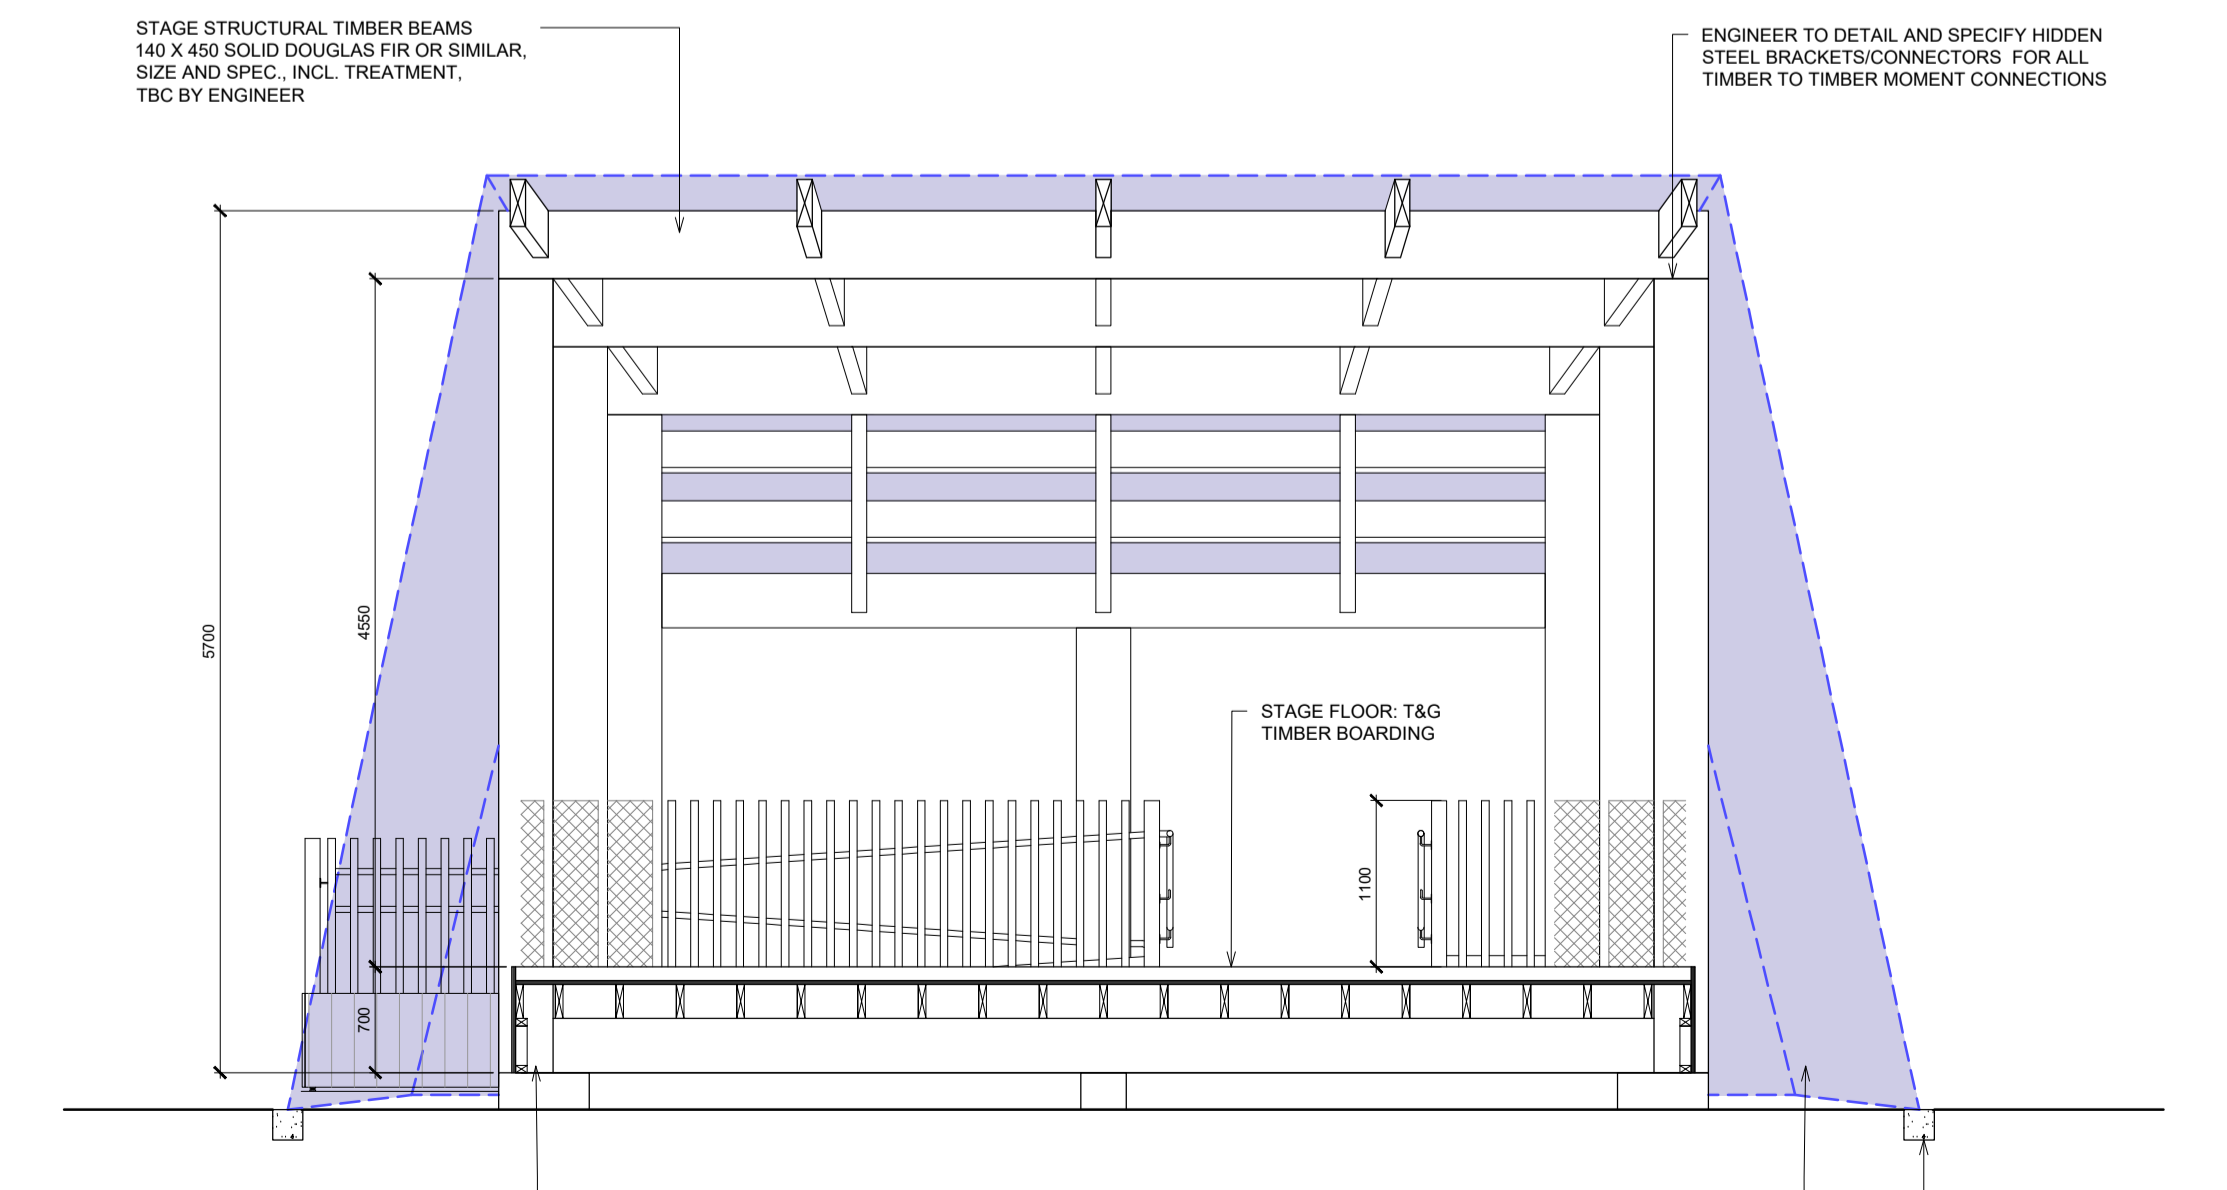 STAGE STRUCTURAL TIMBER BEAMS
140 X 450 SOLID DOUGLAS FIR OR SIMILAR,
SIZE AND SPEC., INCL. TREATMENT,
TBC BY ENGINEER
ENGINEER TO DETAIL AND SPECIFY HIDDEN
STEEL BRACKETS/CONNECTORS FOR ALL
TIMBER TO TIMBER MOMENT CONNECTIONS
5700
4550
STAGE FLOOR: T&G
TIMBER BOARDING
1100
700